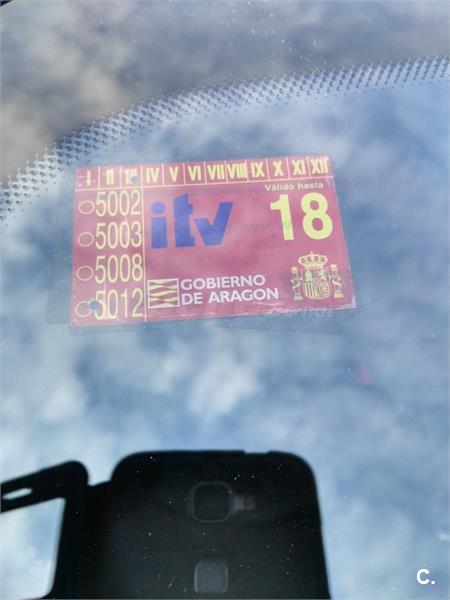 I II III IV V VI VII VIII IX X XI XII
Válido hasta
5002
5003
5008
5012
itv
18
GOBIERNO
DE ARAGON
C.